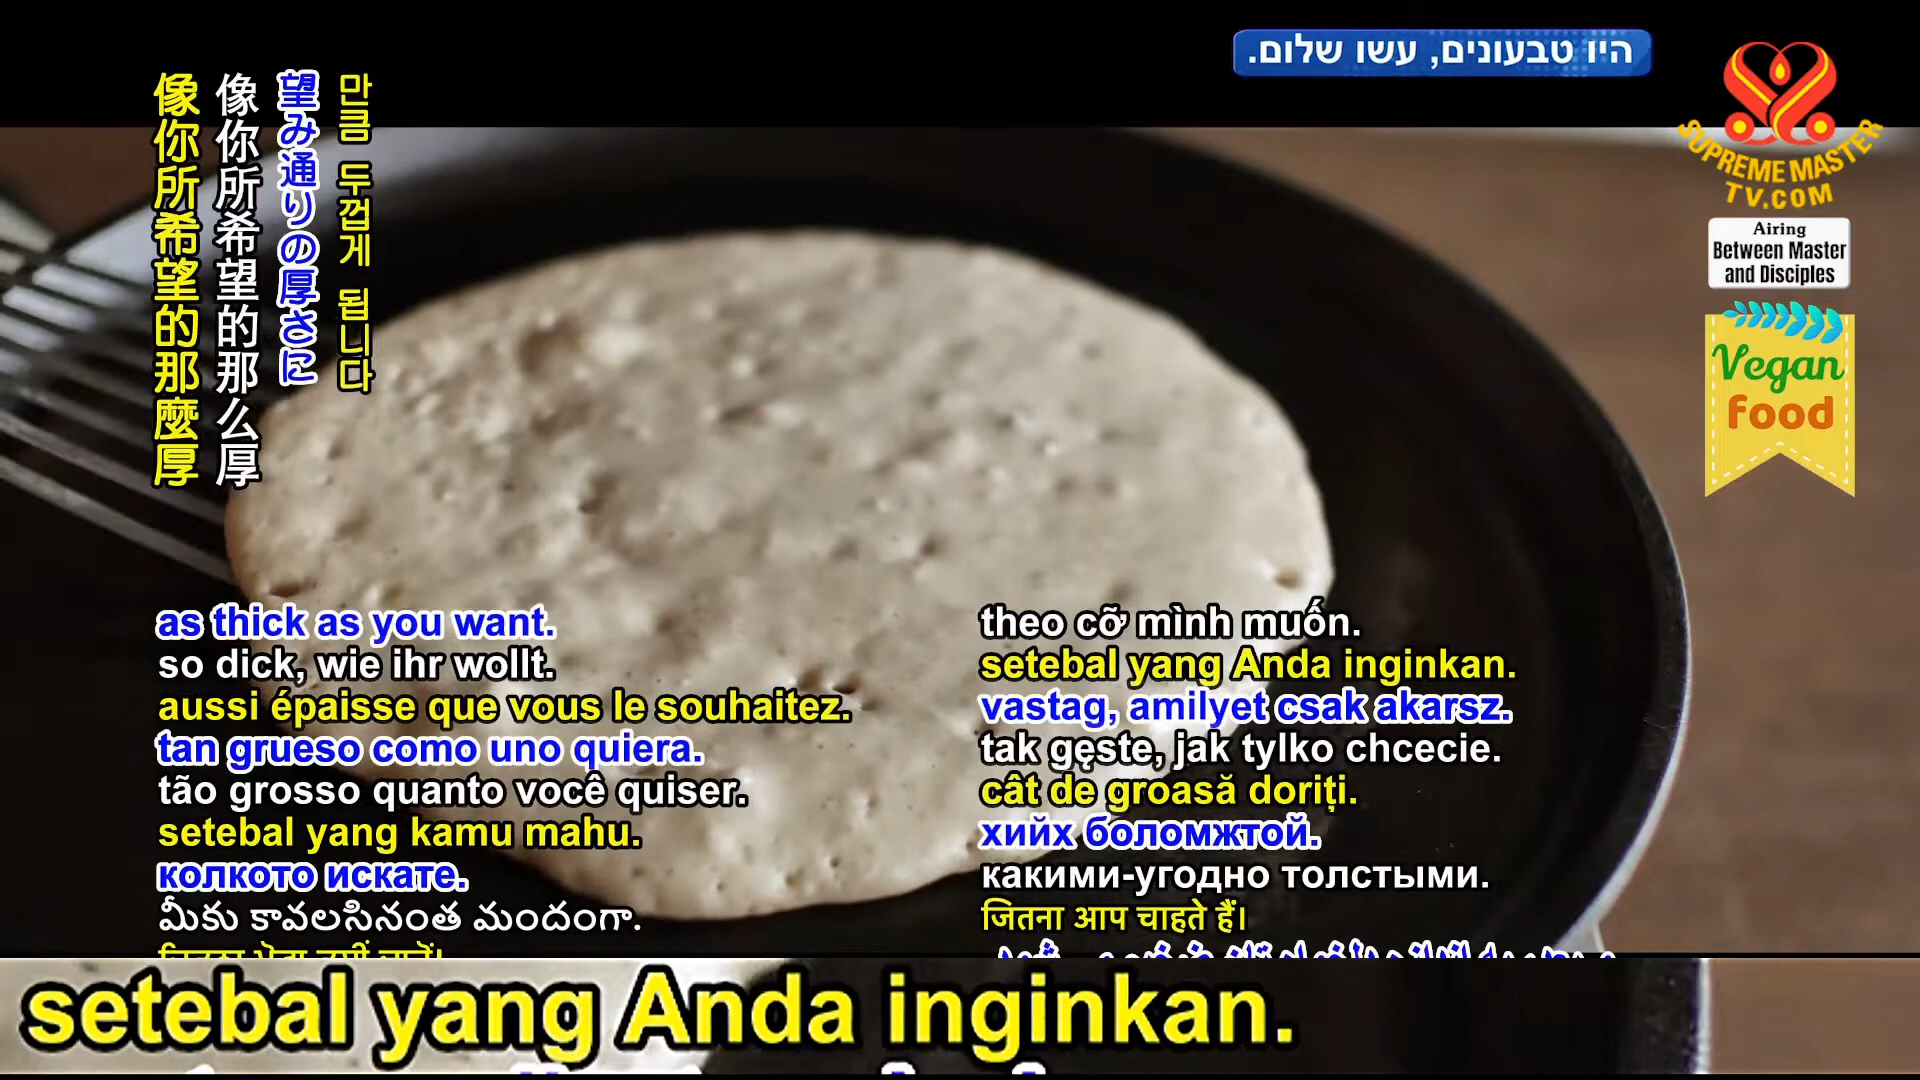 היו טבעונים, עשו שלום.
SUPREME MASTER
TV.COM
Airing
Between Master
and Disciples
Vegan
food
만큼 두껍게 됩니다
望み通りの厚さに
像你所希望的那么厚
像你所希望的那麼厚
as thick as you want.
so dick, wie ihr wollt.
aussi épaisse que vous le souhaitez.
tan grueso como uno quiera.
tão grosso quanto você quiser.
setebal yang kamu mahu.
колкото искате.
మీకు కావలసినంత మందంగా.
theo cỡ mình muốn.
setebal yang Anda inginkan.
vastag, amilyet csak akarsz.
tak gęste, jak tylko chcecie.
cât de groasă doriți.
хийх боломжтой.
какими-угодно толстыми.
जितना आप चाहते हैं।
setebal yang Anda inginkan.